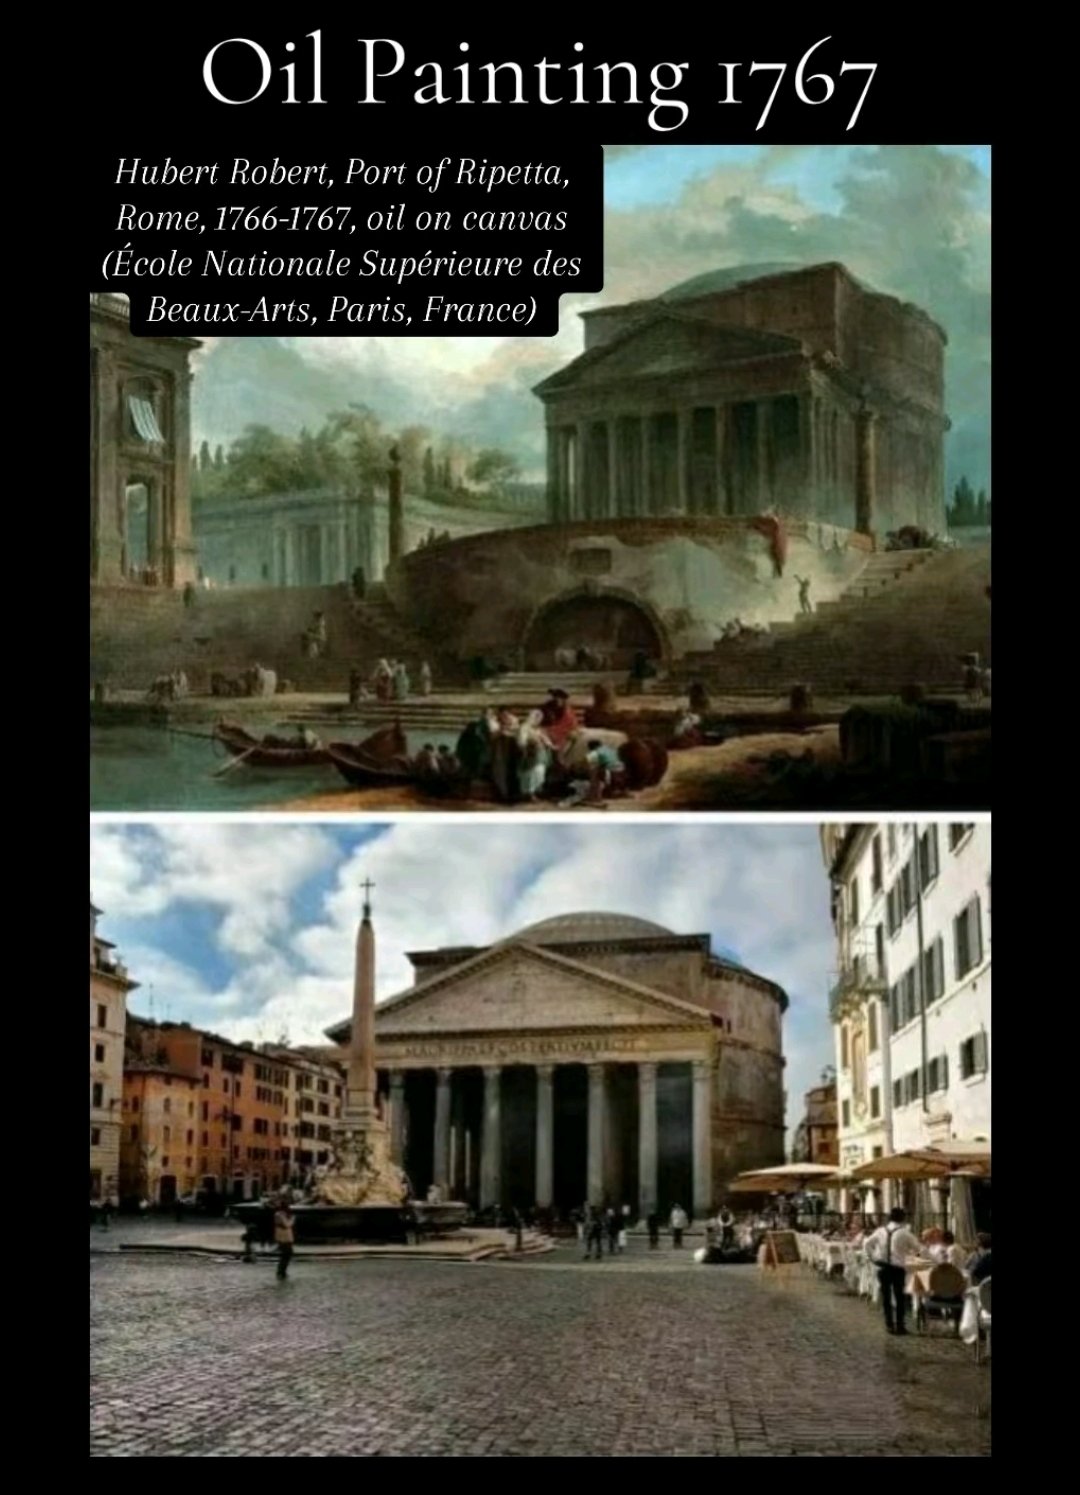 Oil Painting 1767
Hubert Robert, Port of Ripetta,
Rome, 1766-1767, oil on canvas
(École Nationale Supérieure des
Beaux-Arts, Paris, France)